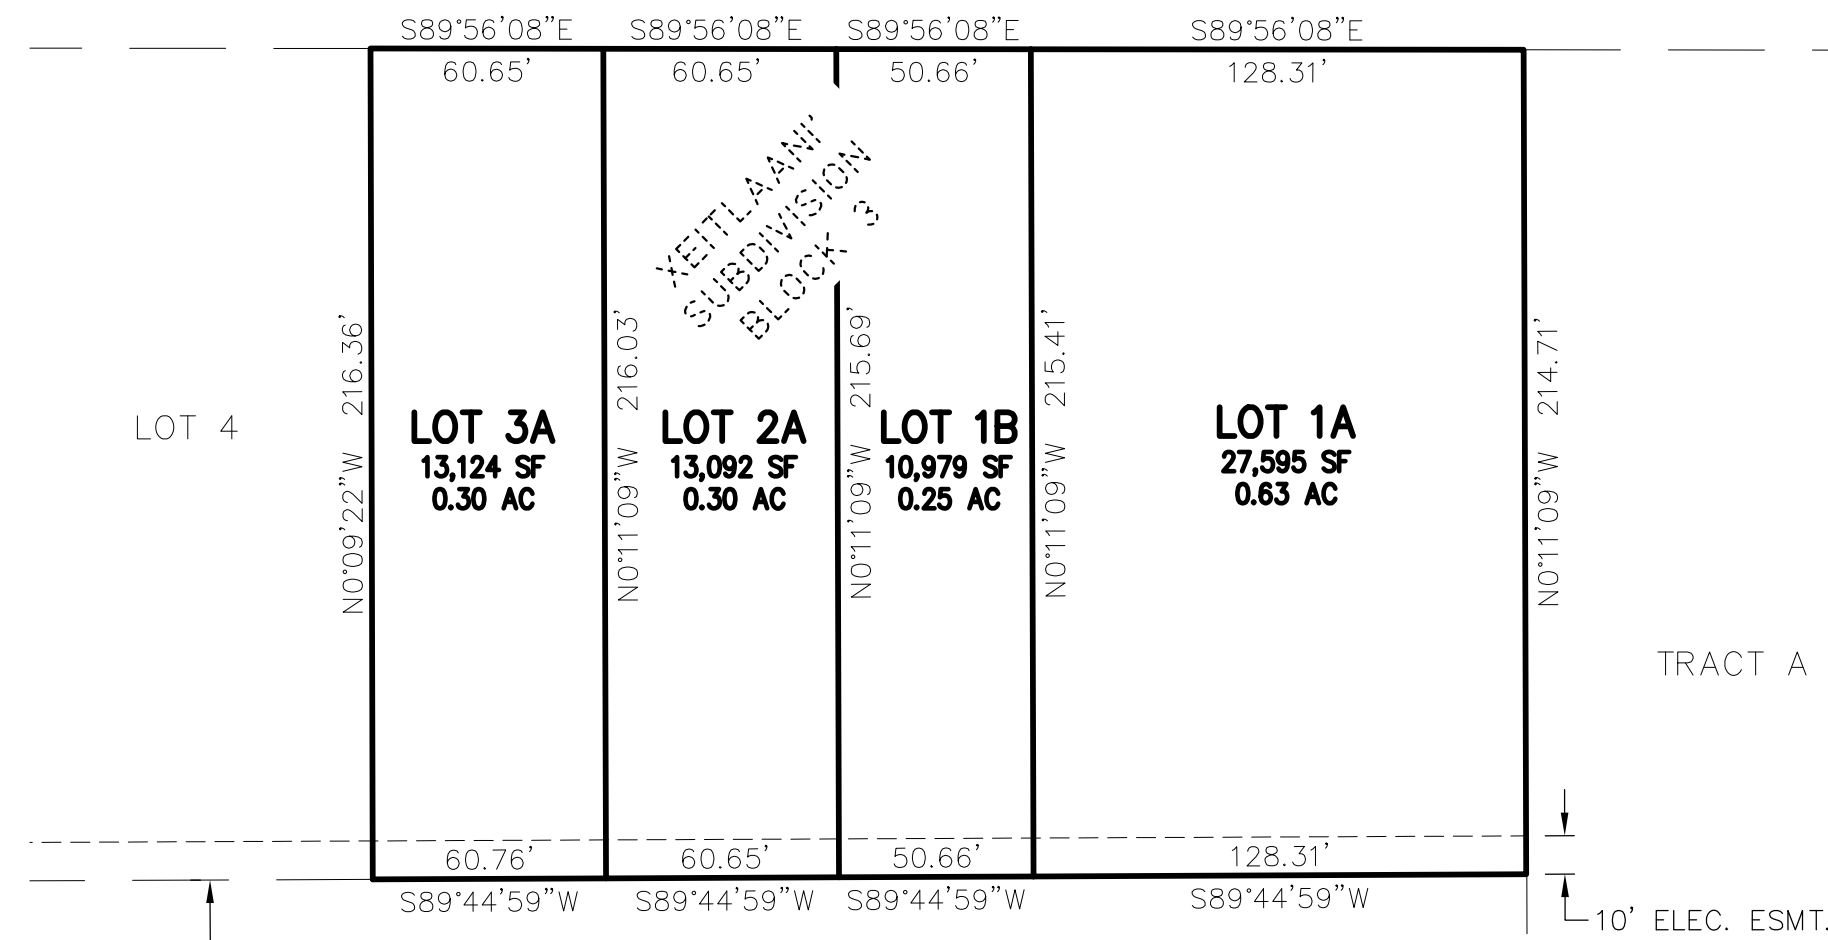 S89°56'08"E
S89°56'08"E
S89°56'08"E
S89°56'08"E
60.65'
60.65'
50.66'
128.31'
XEITLAANI'
SUBDIVISION
BLOCK 3
LOT 4
N0°09'22"W 216.36'
LOT 3A
13,124 SF
0.30 AC
N0°11'09"W 216.03'
LOT 2A
13,092 SF
0.30 AC
N0°11'09"W 215.69'
LOT 1B
10,979 SF
0.25 AC
N0°11'09"W 215.41'
LOT 1A
27,595 SF
0.63 AC
N0°11'09"W 214.71'
TRACT A
60.76'
60.65'
50.66'
128.31'
S89°44'59"W
S89°44'59"W
S89°44'59"W
S89°44'59"W
10' ELEC. ESMT.